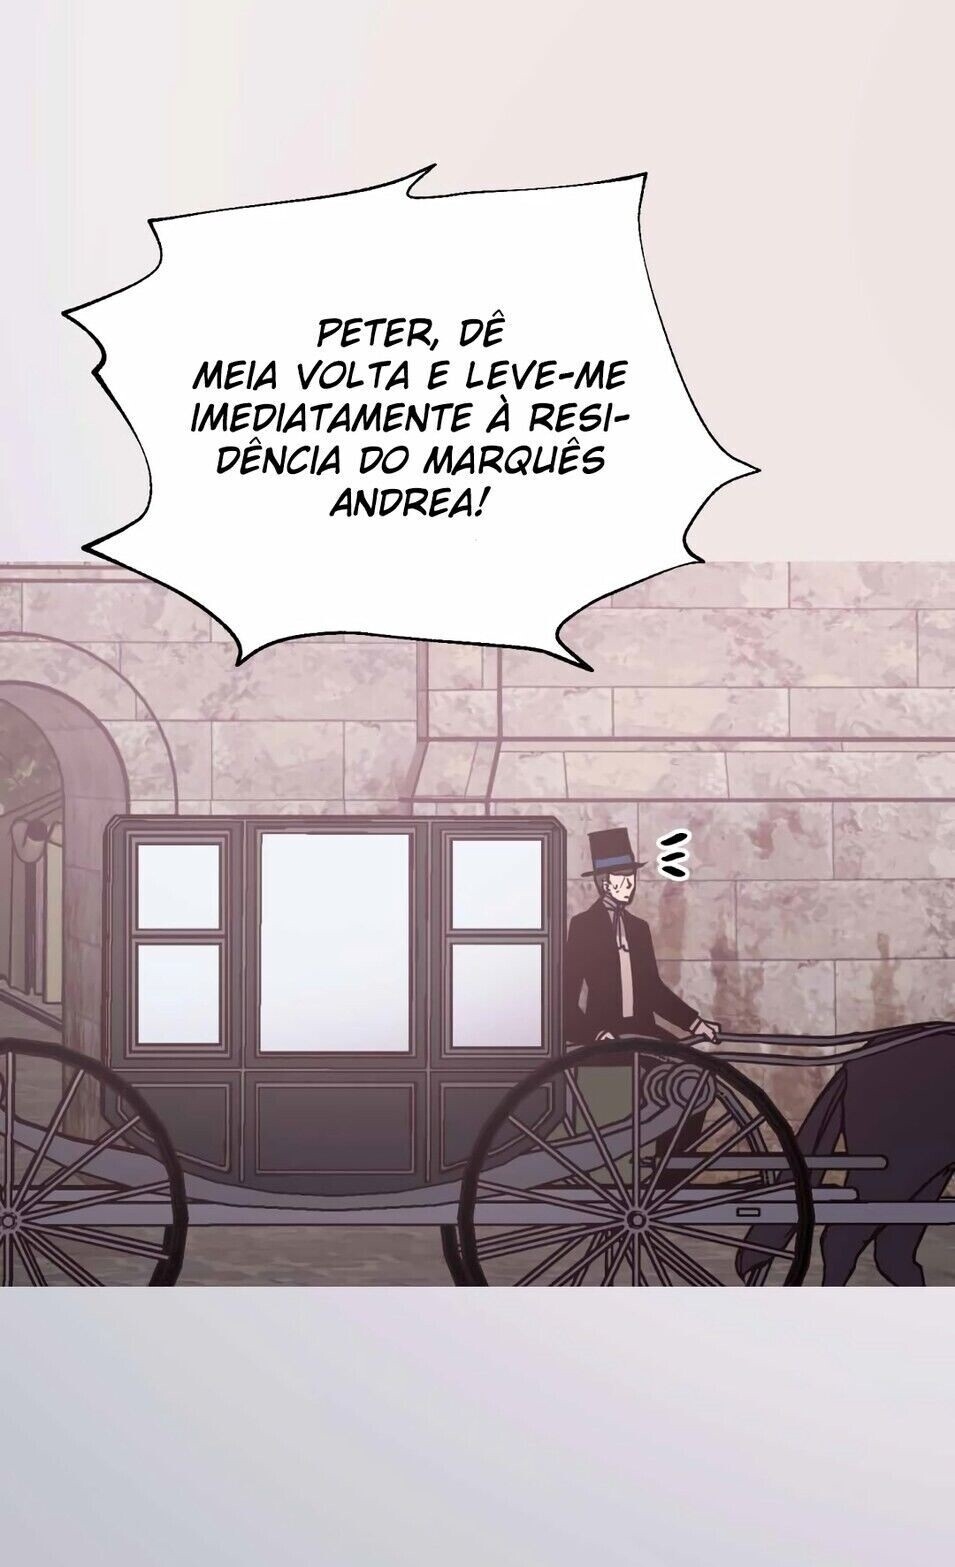 PETER, DÊ
MEIA VOLTA E LEVE-ME
IMEDIATAMENTE À RESI-
DÊNCIA DO MARQUÊS
ANDREA!